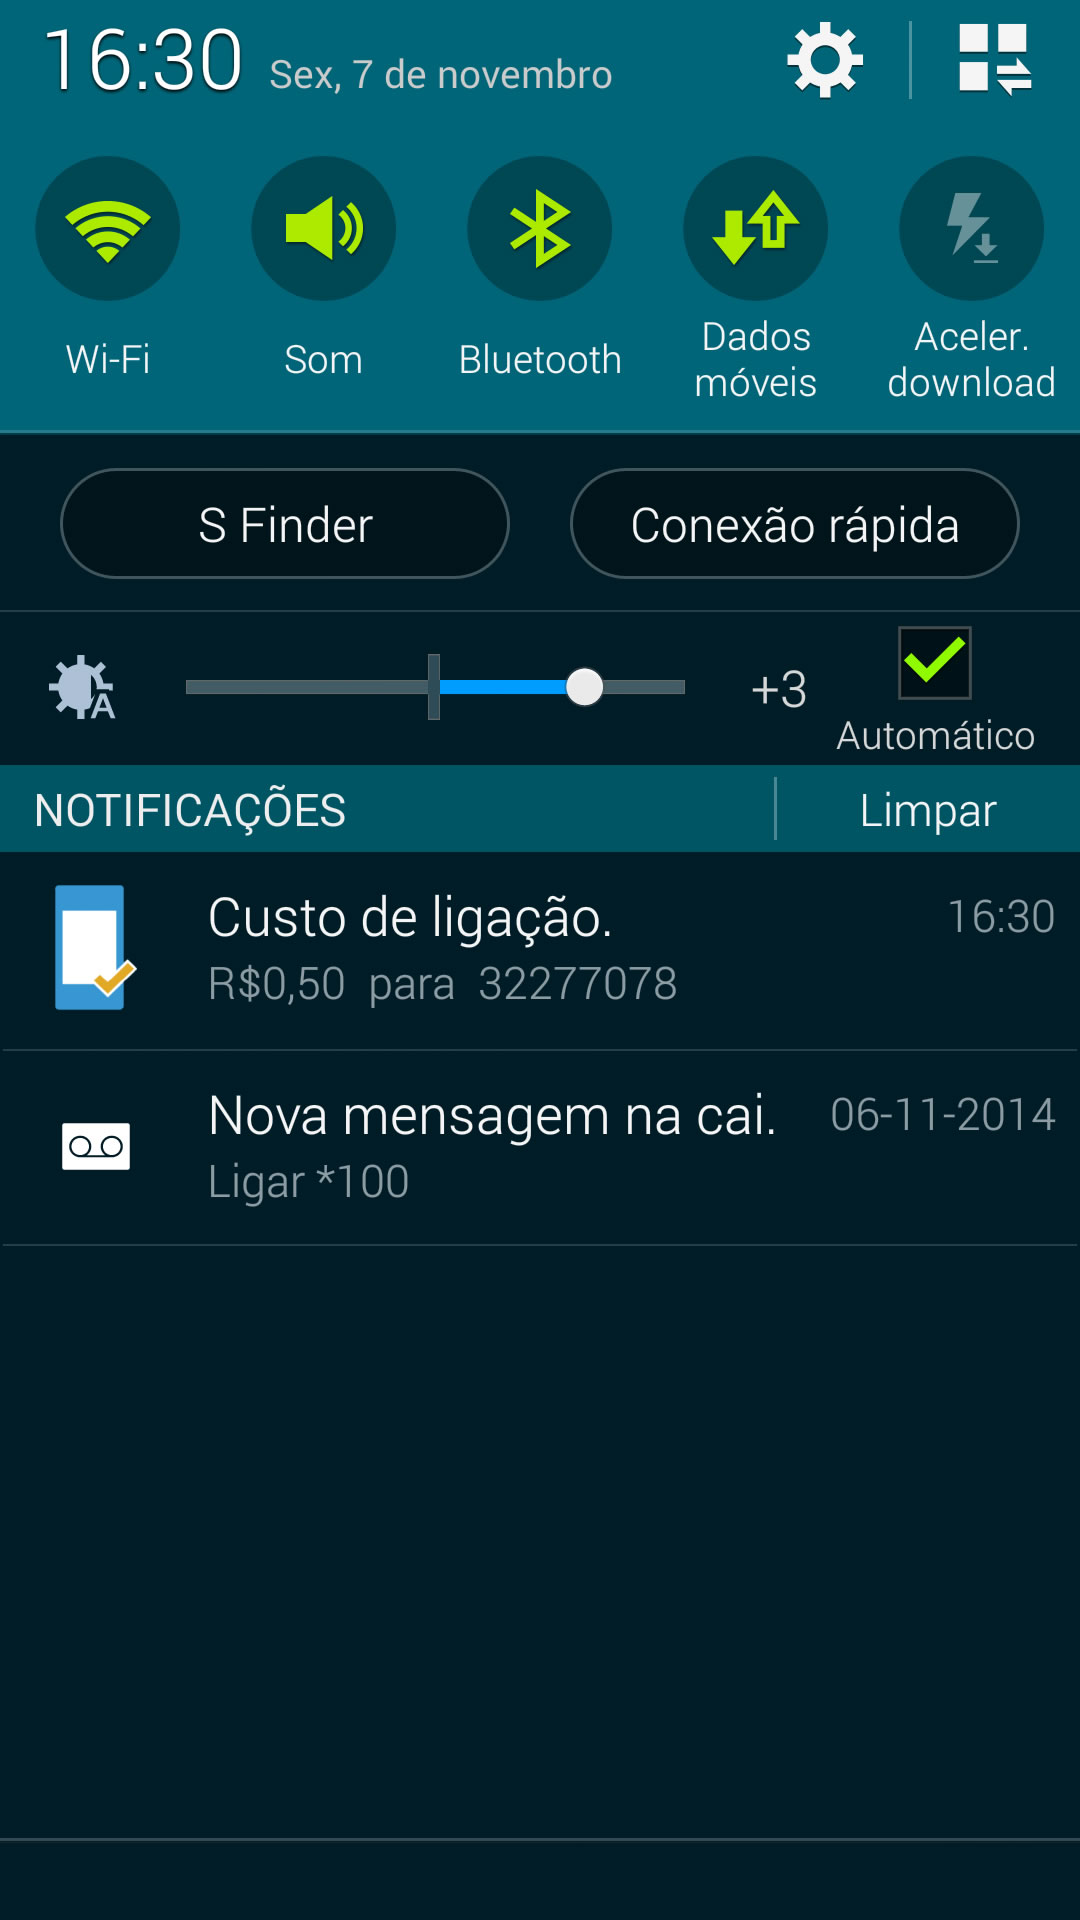 16:30 Sex, 7 de novembro
Wi-Fi
Som
Bluetooth
Dados
móveis
Aceler.
download
S Finder
Conexão rápida
A
+3
Automático
NOTIFICAÇÕES
Limpar
Custo de ligação. 16:30
R$0,50 para 32277078
Nova mensagem na cai. 06-11-2014
Ligar *100